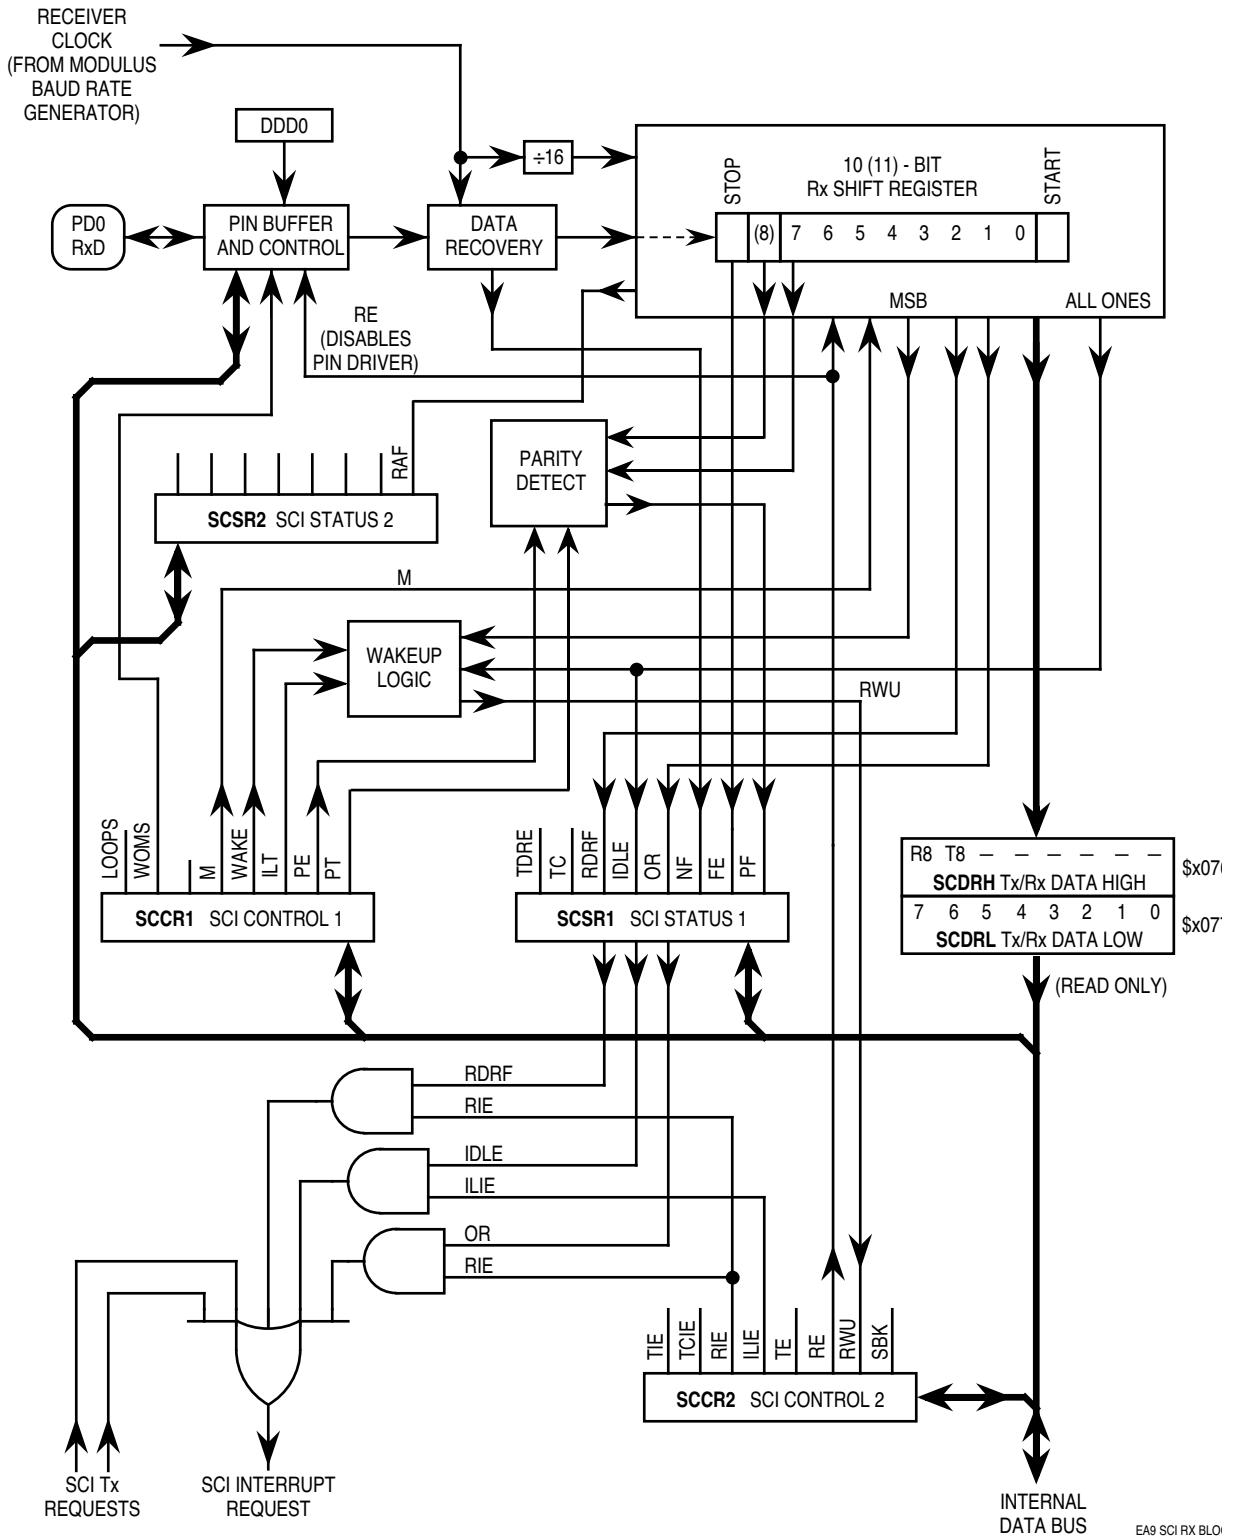 RECEIVER
CLOCK
(FROM MODULUS
BAUD RATE
GENERATOR)
DDD0
÷16
STOP
10 (11) - BIT
Rx SHIFT REGISTER
START
PD0
RxD
PIN BUFFER
AND CONTROL
DATA
RECOVERY
(8) 7 6 5 4 3 2 1 0
MSB
ALL ONES
RE
(DISABLES
PIN DRIVER)
RAF
SCSR2 SCI STATUS 2
PARITY
DETECT
M
WAKEUP
LOGIC
RWU
LOOPS
WOMS
M
WAKE
ILT
PE
PT
SCCR1 SCI CONTROL 1
TDRE
TC
RDRF
IDLE
OR
NF
FE
PF
SCSR1 SCI STATUS 1
R8 T8 – – – – – –
SCDRH Tx/Rx DATA HIGH
7 6 5 4 3 2 1 0
SCDRL Tx/Rx DATA LOW
(READ ONLY)
RDRF
RIE
IDLE
ILIE
OR
RIE
TIE
TCIE
RIE
ILIE
TE
RE
RWU
SBK
SCCR2 SCI CONTROL 2
SCI Tx
REQUESTS
SCI INTERRUPT
REQUEST
INTERNAL
DATA BUS
EA9 SCI RX